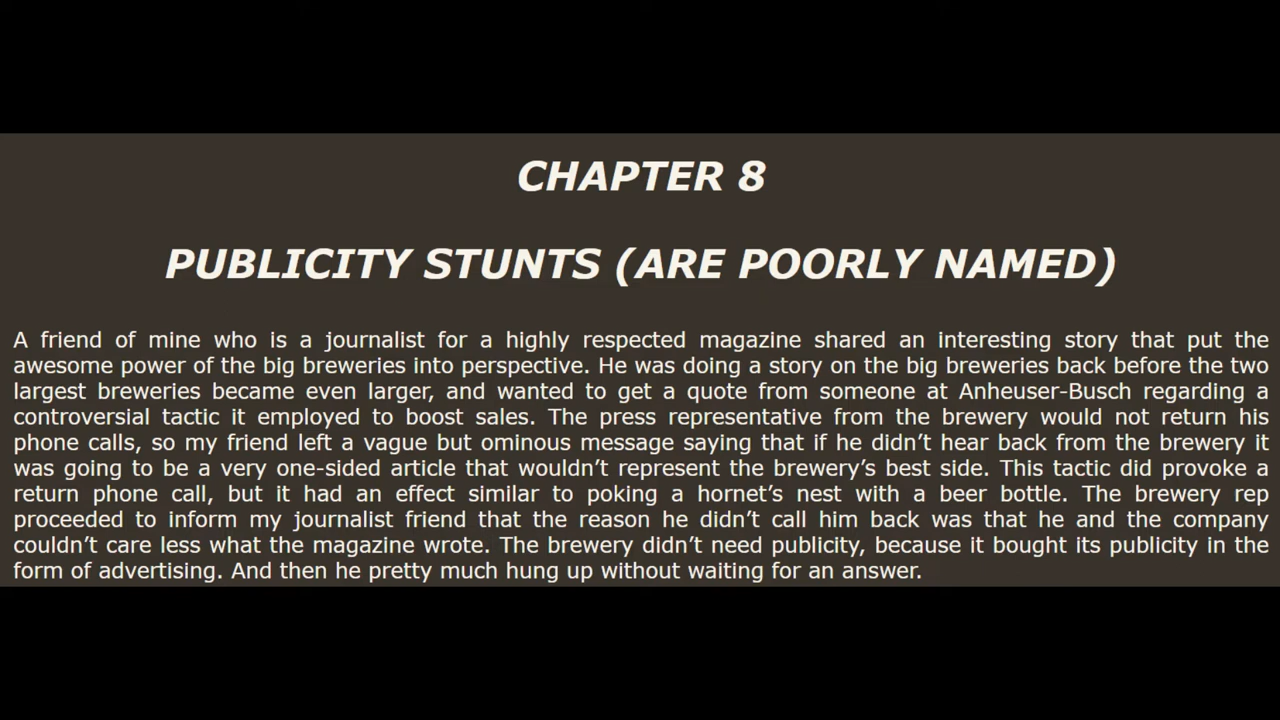 CHAPTER 8
PUBLICITY STUNTS (ARE POORLY NAMED)
A friend of mine who is a journalist for a highly respected magazine shared an interesting story that put the
awesome power of the big breweries into perspective. He was doing a story on the big breweries back before the two
largest breweries became even larger, and wanted to get a quote from someone at Anheuser-Busch regarding a
controversial tactic it employed to boost sales. The press representative from the brewery would not return his
phone calls, so my friend left a vague but ominous message saying that if he didn’t hear back from the brewery it
was going to be a very one-sided article that wouldn’t represent the brewery’s best side. This tactic did provoke a
return phone call, but it had an effect similar to poking a hornet’s nest with a beer bottle. The brewery rep
proceeded to inform my journalist friend that the reason he didn’t call him back was that he and the company
couldn’t care less what the magazine wrote. The brewery didn’t need publicity, because it bought its publicity in the
form of advertising. And then he pretty much hung up without waiting for an answer.